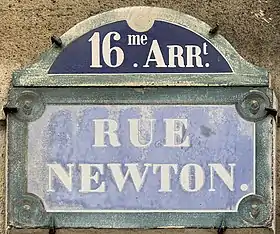 16me. ARRt.
RUE
NEWTON.